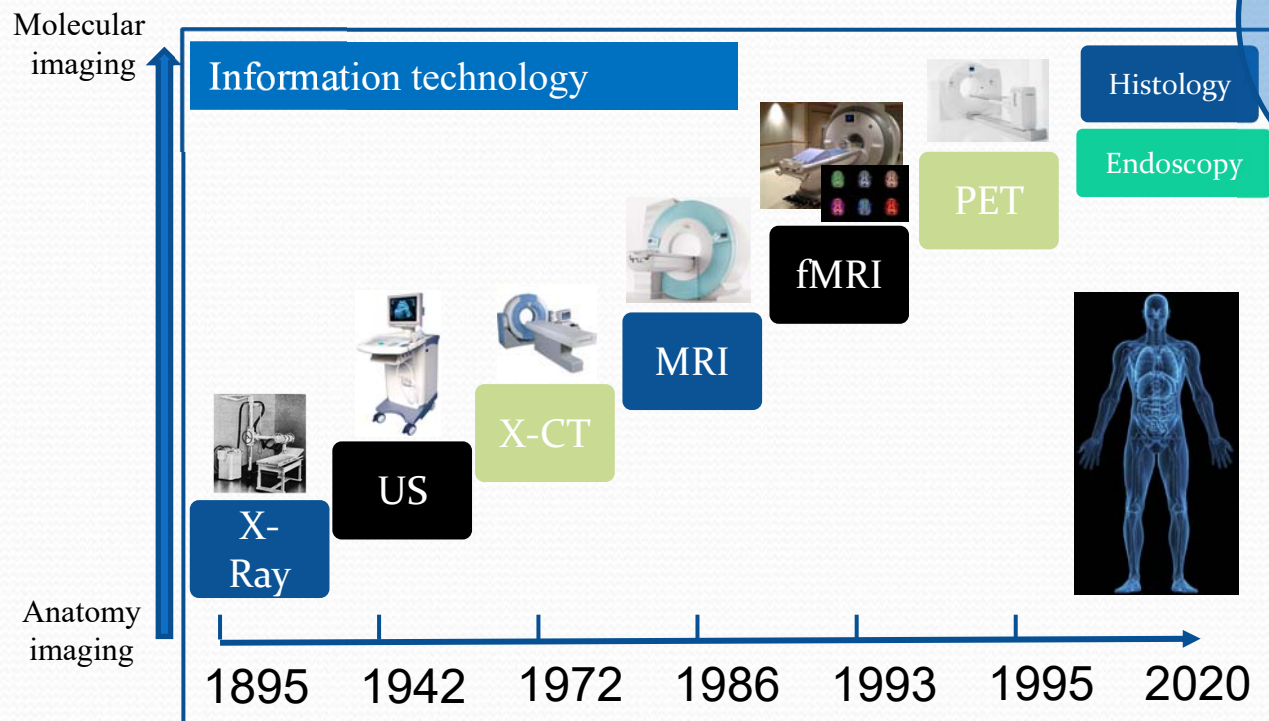 Molecular
imaging
Information technology
Histology
Endoscopy
PET
fMRI
MRI
X-CT
US
X-
Ray
Anatomy
imaging
1895 1942 1972 1986 1993 1995 2020